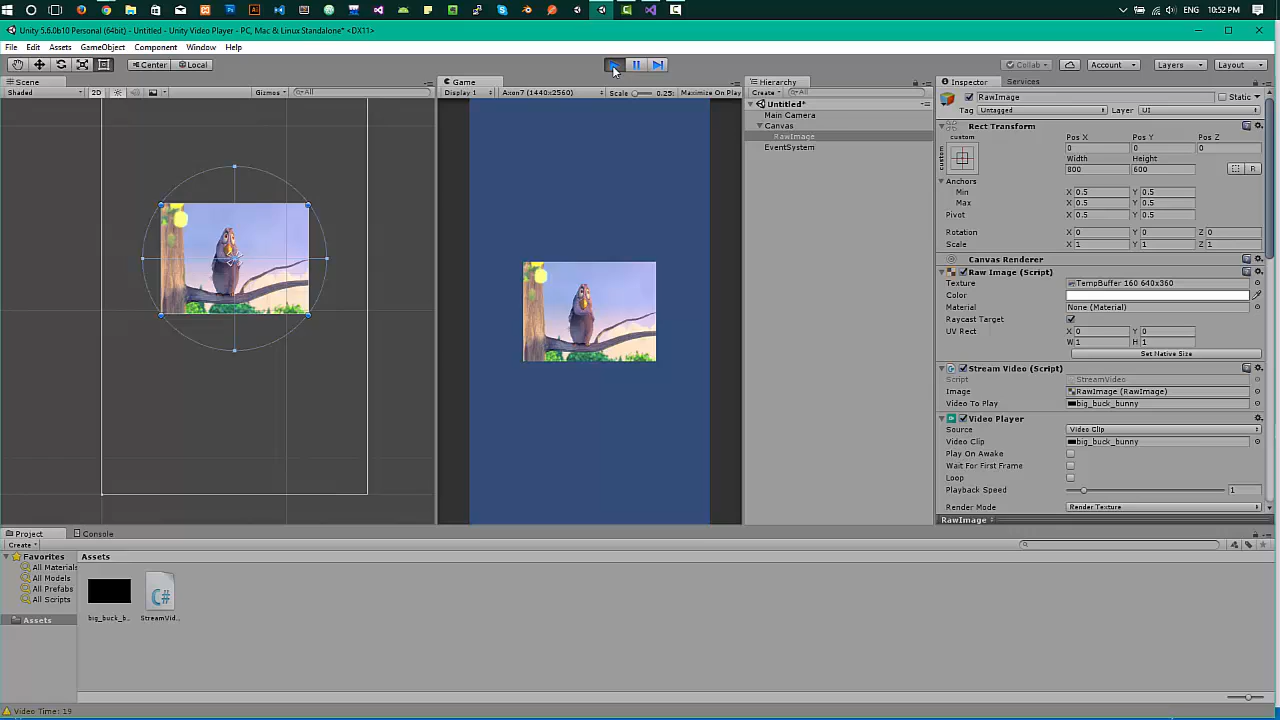 ENG 10:52 PM
Unity 5.6.0b10 Personal (64bit) - Untitled - Unity Video Player - PC, Mac & Linux Standalone* <DX11>
File Edit Assets GameObject Component Window Help
Center Local Collab Account Layers Layout
Scene Game Hierarchy Inspector Services
Shaded 2D Gizmos All Display 1 Axen7 (1440x2560) Scale 0.25: Maximize On Play Create All RawImage Static
Untitled*
Tag Untagged Layer UI
Main Camera
Canvas
RawImage
EventSystem
Rect Transform
custom Pos X Pos Y Pos Z
custom 0 0 0
Width Height
800 600 R
Anchors
Min X 0.5 Y 0.5
Max X 0.5 Y 0.5
Pivot X 0.5 Y 0.5
Rotation X 0 Y 0 Z 0
Scale X 1 Y 1 Z 1
Canvas Renderer
Raw Image (Script)
Texture TempBuffer 160 640x360
Color
Material None (Material)
Raycast Target
UV Rect X 0 Y 0
W 1 H 1
Set Native Size
Stream Video (Script)
Script StreamVideo
Image RawImage (RawImage)
Video To Play big_buck_bunny
Video Player
Source Video Clip
Video Clip big_buck_bunny
Play On Awake
Wait For First Frame
Loop
Playback Speed 1
Render Mode Render Texture
RawImage
Project Console
Create
Favorites Assets
All Materials
All Models
All Prefabs
All Scripts
Assets
big_buck_b... StreamVid...
C#
Video Time: 19